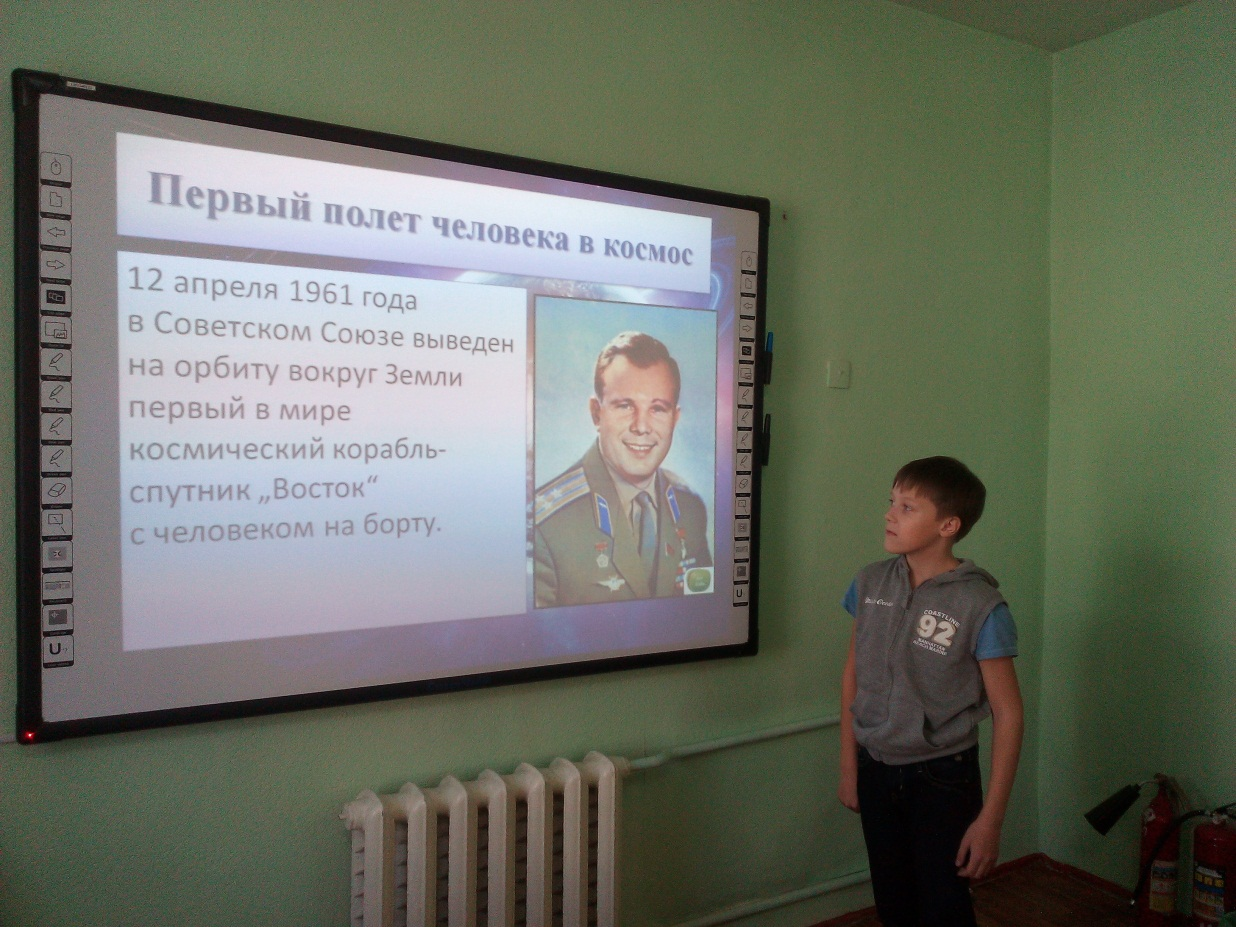 Первый полет человека в космос
12 апреля 1961 года
в Советском Союзе выведен
на орбиту вокруг Земли
первый в мире
космический корабль-
спутник „Восток“
с человеком на борту.
COASTLINE
92